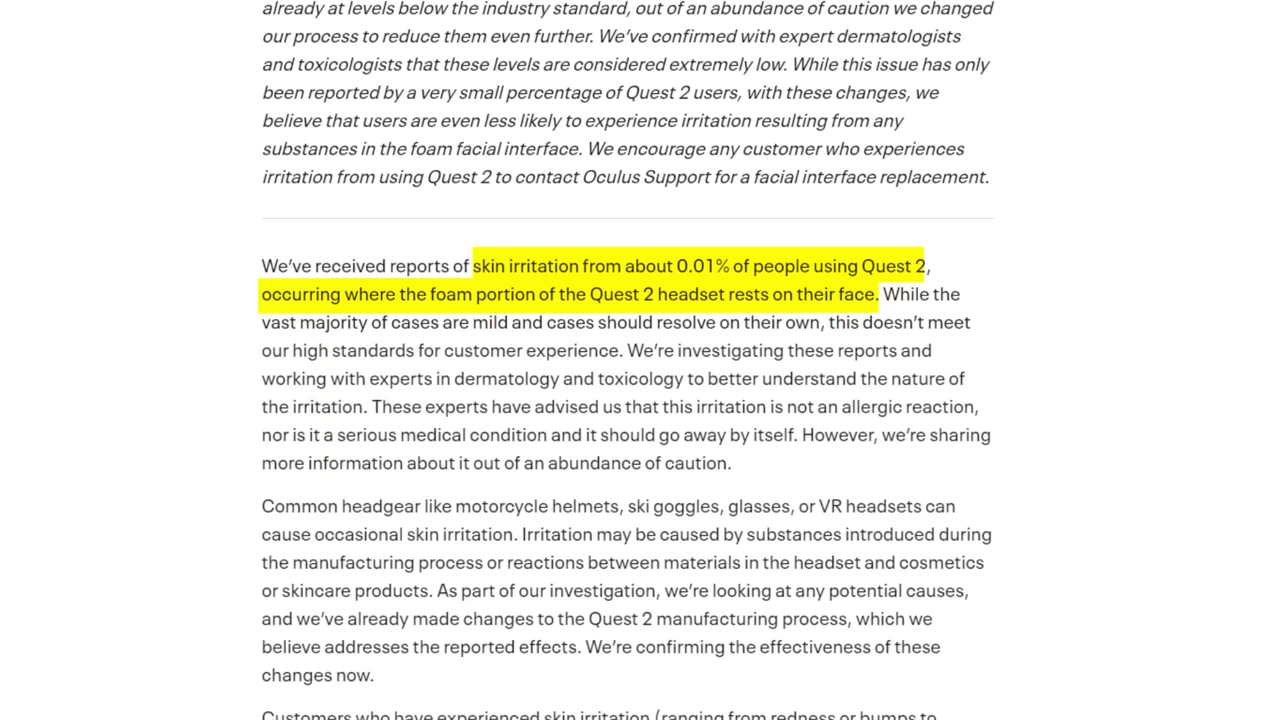 already at levels below the industry standard, out of an abundance of caution we changed
our process to reduce them even further. We’ve confirmed with expert dermatologists
and toxicologists that these levels are considered extremely low. While this issue has only
been reported by a very small percentage of Quest 2 users, with these changes, we
believe that users are even less likely to experience irritation resulting from any
substances in the foam facial interface. We encourage any customer who experiences
irritation from using Quest 2 to contact Oculus Support for a facial interface replacement.
We’ve received reports of skin irritation from about 0.01% of people using Quest 2,
occurring where the foam portion of the Quest 2 headset rests on their face. While the
vast majority of cases are mild and cases should resolve on their own, this doesn’t meet
our high standards for customer experience. We’re investigating these reports and
working with experts in dermatology and toxicology to better understand the nature of
the irritation. These experts have advised us that this irritation is not an allergic reaction,
nor is it a serious medical condition and it should go away by itself. However, we’re sharing
more information about it out of an abundance of caution.
Common headgear like motorcycle helmets, ski goggles, glasses, or VR headsets can
cause occasional skin irritation. Irritation may be caused by substances introduced during
the manufacturing process or reactions between materials in the headset and cosmetics
or skincare products. As part of our investigation, we’re looking at any potential causes,
and we’ve already made changes to the Quest 2 manufacturing process, which we
believe addresses the reported effects. We’re confirming the effectiveness of these
changes now.
Customers who have experienced skin irritation (ranging from redness or bumps to